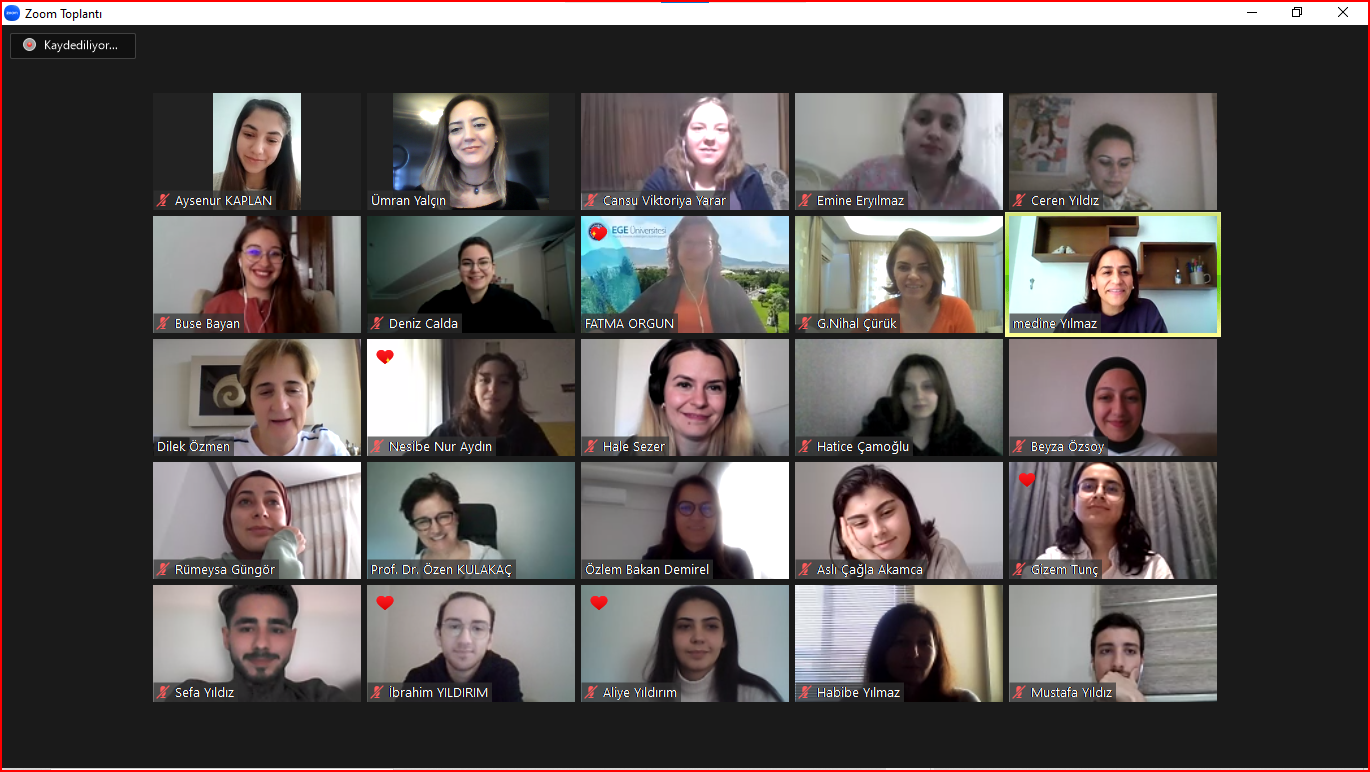 zoom
Zoom Toplantı
Kaydediliyor...
Aysenur KAPLAN
Ümran Yalçın
Cansu Viktoriya Yarar
Emine Eryılmaz
Ceren Yıldız
Buse Bayan
Deniz Calda
EGE Üniversitesi
FATMA ORGUN
G.Nihal Çürük
medine Yılmaz
Dilek Özmen
Nesibe Nur Aydın
Hale Sezer
Hatice Çamoğlu
Beyza Özsoy
Rümeysa Güngör
Prof. Dr. Özen KULAKAÇ
Özlem Bakan Demirel
Aslı Çağla Akamca
Gizem Tunç
Sefa Yıldız
İbrahim YILDIRIM
Aliye Yıldırım
Habibe Yılmaz
Mustafa Yıldız